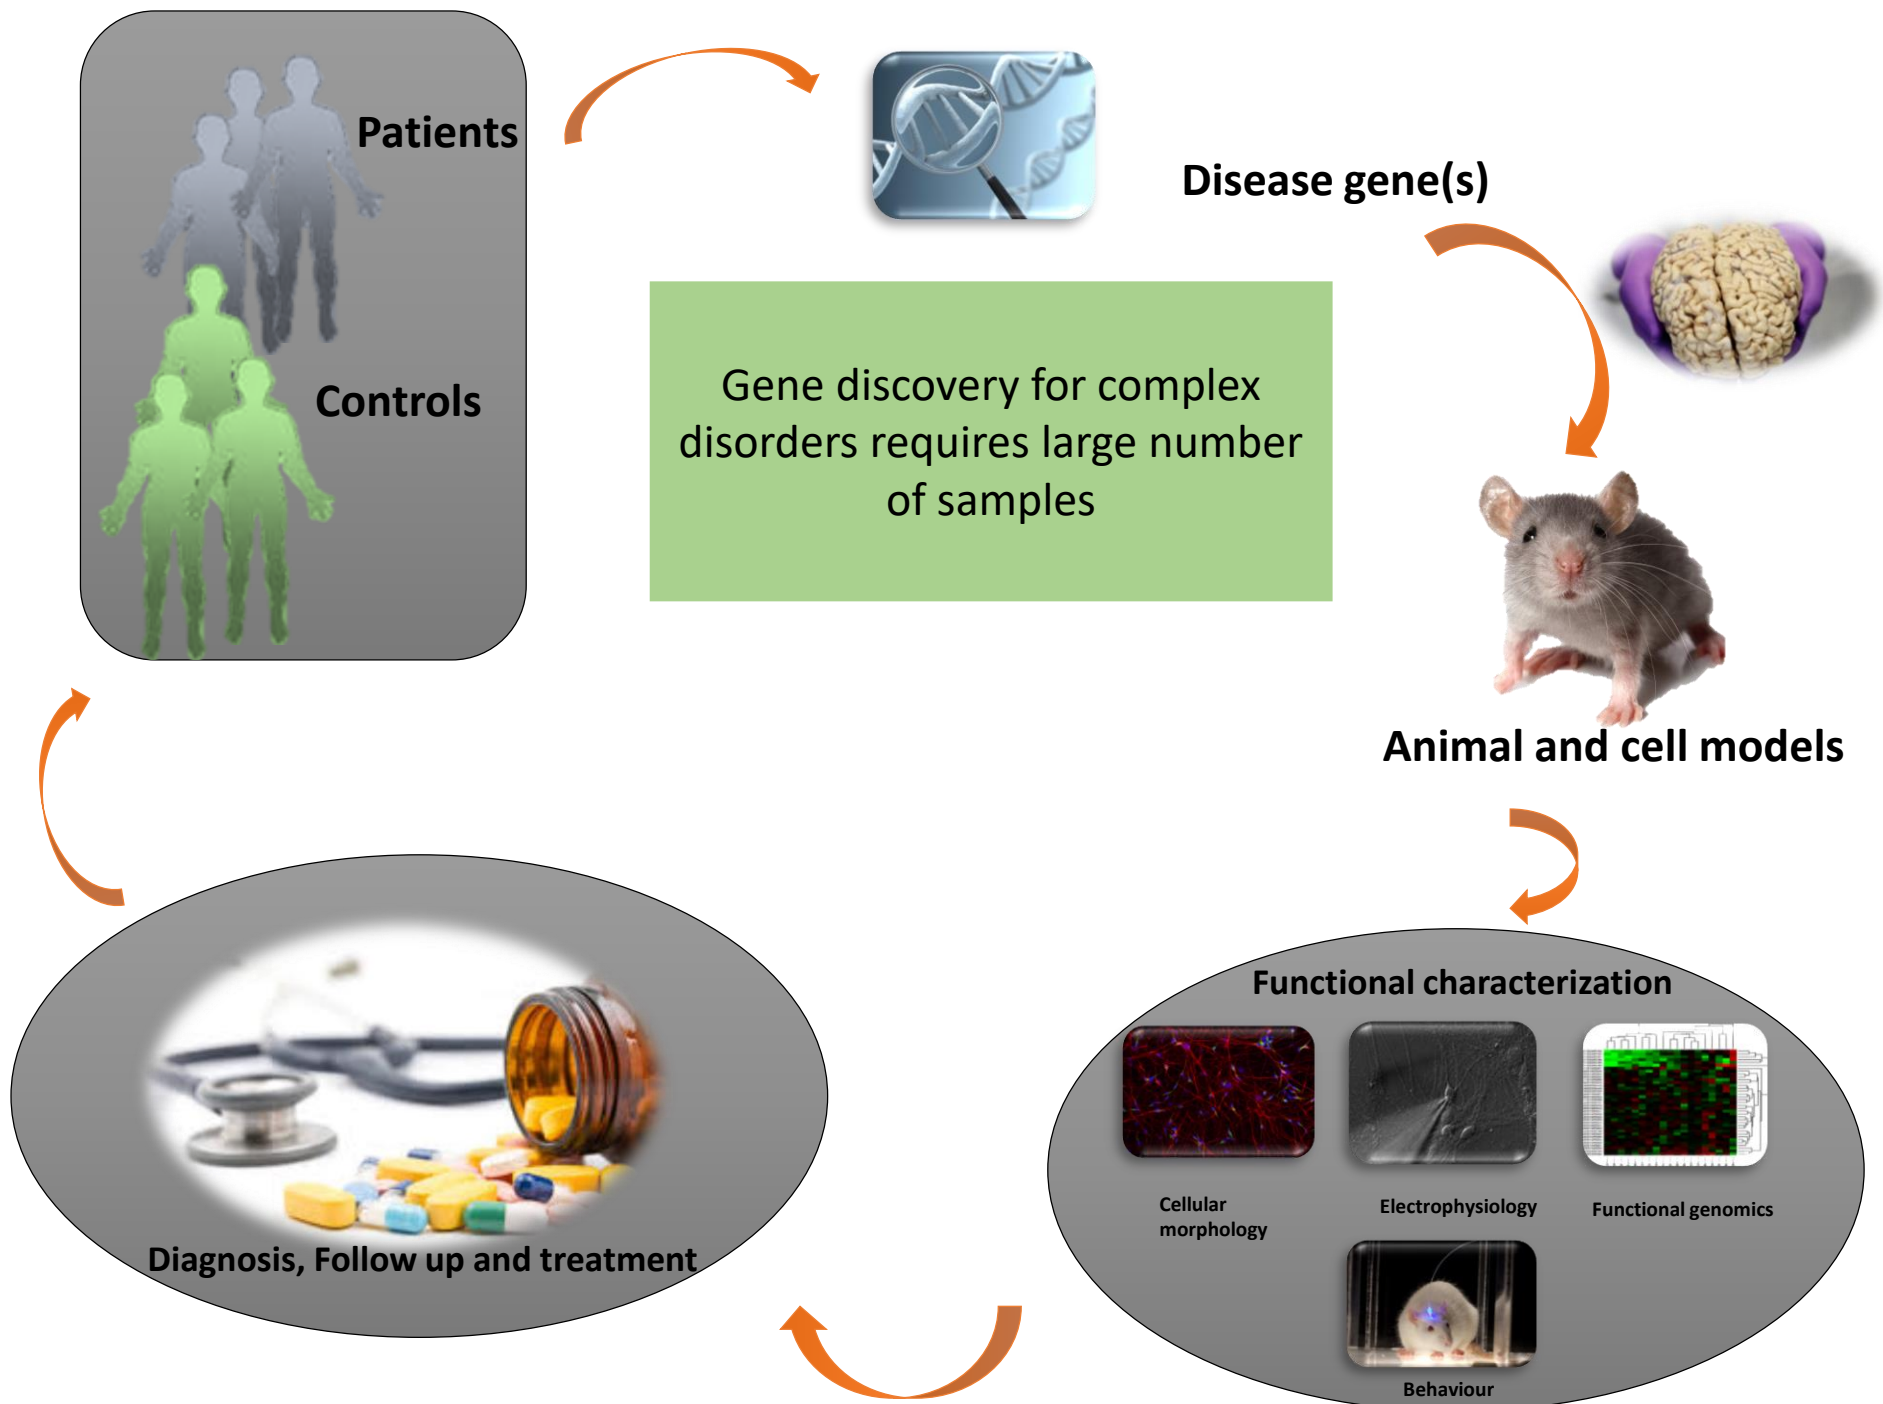 Patients
Controls
Disease gene(s)
Gene discovery for complex
disorders requires large number
of samples
Animal and cell models
Functional characterization
Cellular
morphology
Electrophysiology
Functional genomics
Behaviour
Diagnosis, Follow up and treatment